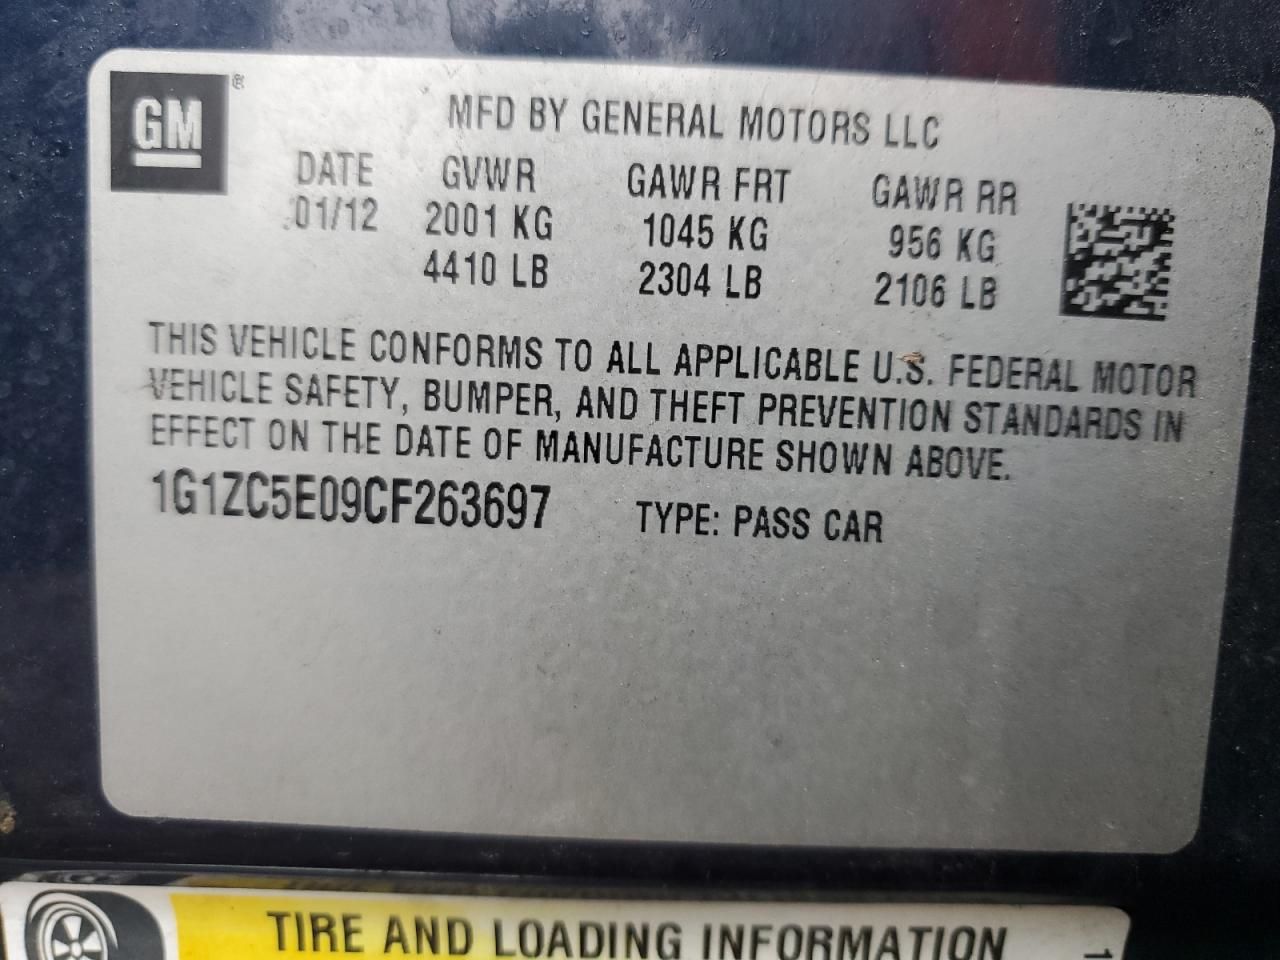 GM ®
MFD BY GENERAL MOTORS LLC
DATE GVWR GAWR FRT GAWR RR
01/12 2001 KG 1045 KG 956 KG
4410 LB 2304 LB 2106 LB
THIS VEHICLE CONFORMS TO ALL APPLICABLE U.S. FEDERAL MOTOR
VEHICLE SAFETY, BUMPER, AND THEFT PREVENTION STANDARDS IN
EFFECT ON THE DATE OF MANUFACTURE SHOWN ABOVE.
1G1ZC5E09CF263697 TYPE: PASS CAR
TIRE AND LOADING INFORMATION